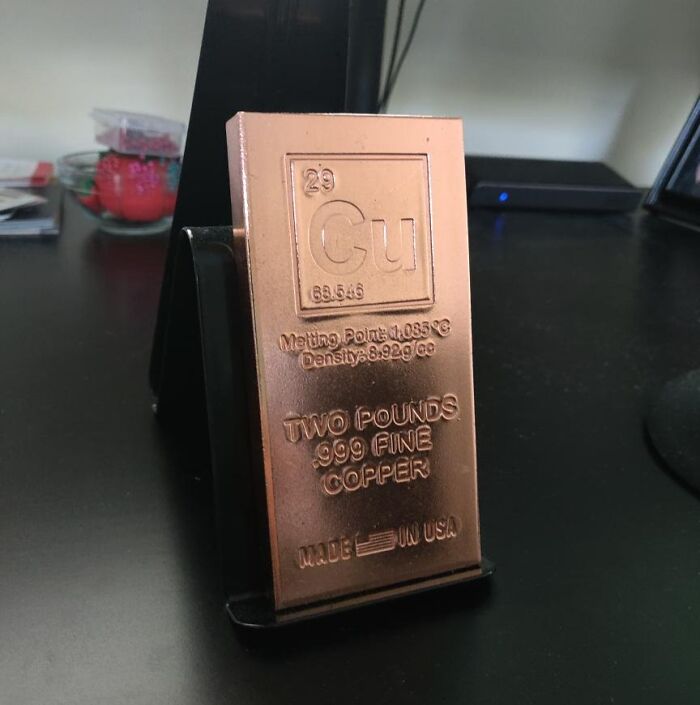 29
Cu
63.546
Melting Point: 1,085 °C
Density: 8.92g/cc
TWO POUNDS
.999 FINE
COPPER
MADE IN USA